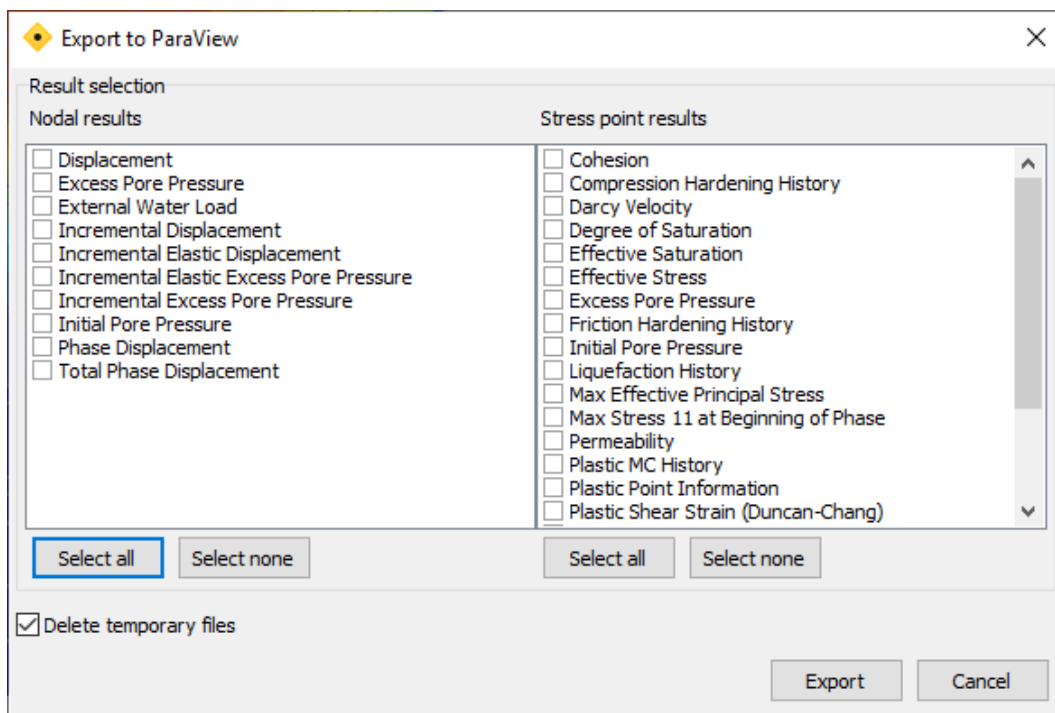 Export to ParaView
Result selection
Nodal results
Displacement
Excess Pore Pressure
External Water Load
Incremental Displacement
Incremental Elastic Displacement
Incremental Elastic Excess Pore Pressure
Incremental Excess Pore Pressure
Initial Pore Pressure
Phase Displacement
Total Phase Displacement
Select all
Select none
Stress point results
Cohesion
Compression Hardening History
Darcy Velocity
Degree of Saturation
Effective Saturation
Effective Stress
Excess Pore Pressure
Friction Hardening History
Initial Pore Pressure
Liquefaction History
Max Effective Principal Stress
Max Stress 11 at Beginning of Phase
Permeability
Plastic MC History
Plastic Point Information
Plastic Shear Strain (Duncan-Chang)
Select all
Select none
Delete temporary files
Export
Cancel